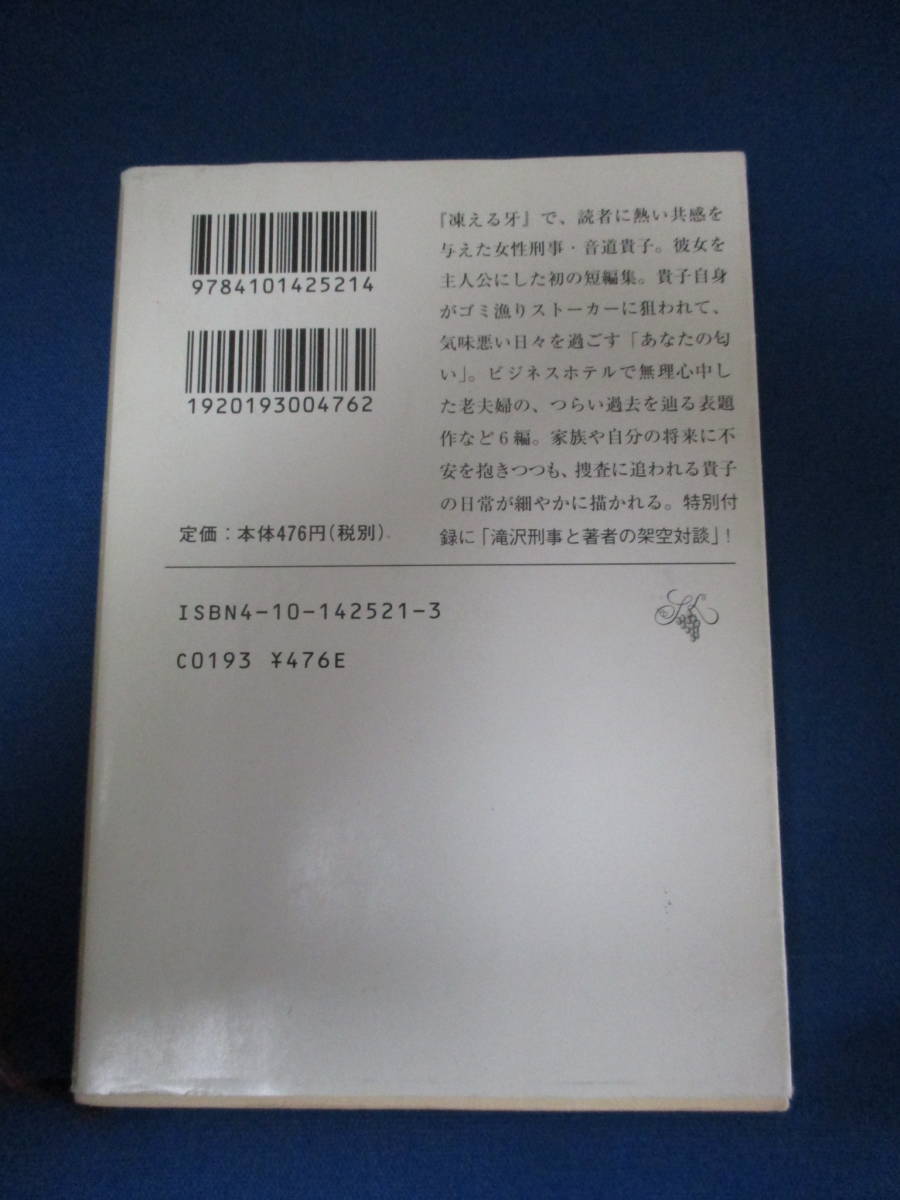 9784101425214
1920193004762
定価：本体476円(税別)
『凍える牙』で、読者に熱い共感を
与えた女性刑事・音道貴子。彼女を
主人公にした初の短編集。貴子自身
がゴミ漁りストーカーに狙われて、
気味悪い日々を過ごす「あなたの匂
い」。ビジネスホテルで無理心中し
た老夫婦の、つらい過去を辿る表題
作など6編。家族や自分の将来に不
安を抱きつつも、捜査に追われる貴子
の日常が細やかに描かれる。特別付
録に「滝沢刑事と著者の架空対談」！
ISBN4-10-142521-3
C0193 ¥476E